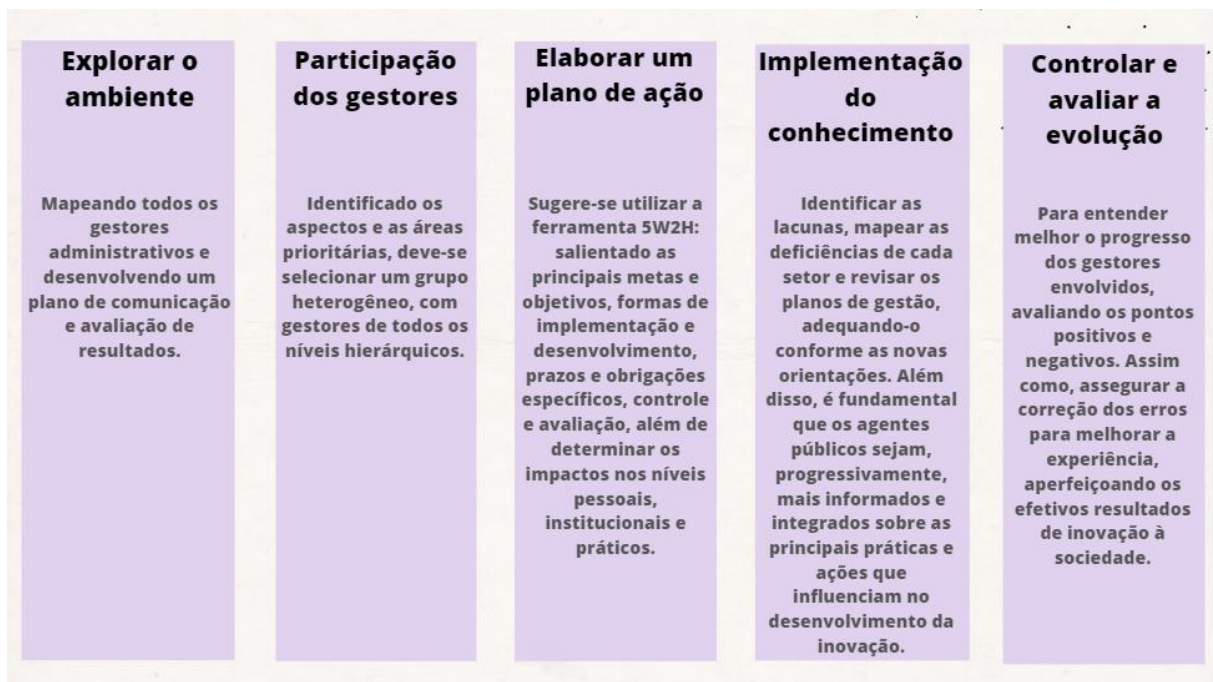 Explorar o
ambiente
Mapeando todos os
gestores
administrativos e
desenvolvendo um
plano de comunicação
e avaliação de
resultados.
Participação
dos gestores
Identificado os
aspectos e as áreas
prioritárias, deve-se
selecionar um grupo
heterogêneo, com
gestores de todos os
níveis hierárquicos.
Elaborar um
plano de ação
Sugere-se utilizar a
ferramenta 5W2H:
salientado as
principais metas e
objetivos, formas de
implementação e
desenvolvimento,
prazos e obrigações
específicos, controle
e avaliação, além de
determinar os
impactos nos níveis
pessoais,
institucionais e
práticos.
Implementação
do
conhecimento
Identificar as
lacunas, mapear as
deficiências de cada
setor e revisar os
planos de gestão,
adequando-o
conforme as novas
orientações. Além
disso, é fundamental
que os agentes
públicos sejam,
progressivamente,
mais informados e
integrados sobre as
principais práticas e
ações que
influenciam no
desenvolvimento da
inovação.
Controlar e
avaliar a
evolução
Para entender
melhor o progresso
dos gestores
envolvidos,
avaliando os pontos
positivos e
negativos. Assim
como, assegurar a
correção dos erros
para melhorar a
experiência,
aperfeiçoando os
efetivos resultados
de inovação à
sociedade.